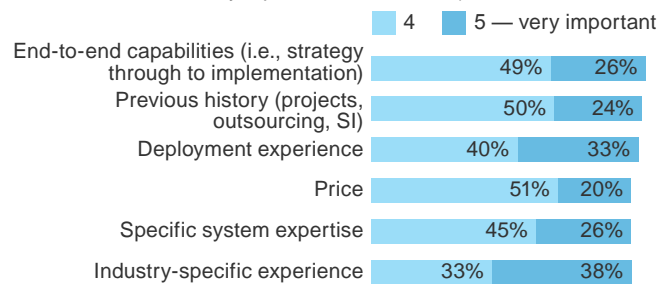 4 5 — very important
End-to-end capabilities (i.e., strategy
through to implementation) 49% 26%
Previous history (projects,
outsourcing, SI) 50% 24%
Deployment experience 40% 33%
Price 51% 20%
Specific system expertise 45% 26%
Industry-specific experience 33% 38%